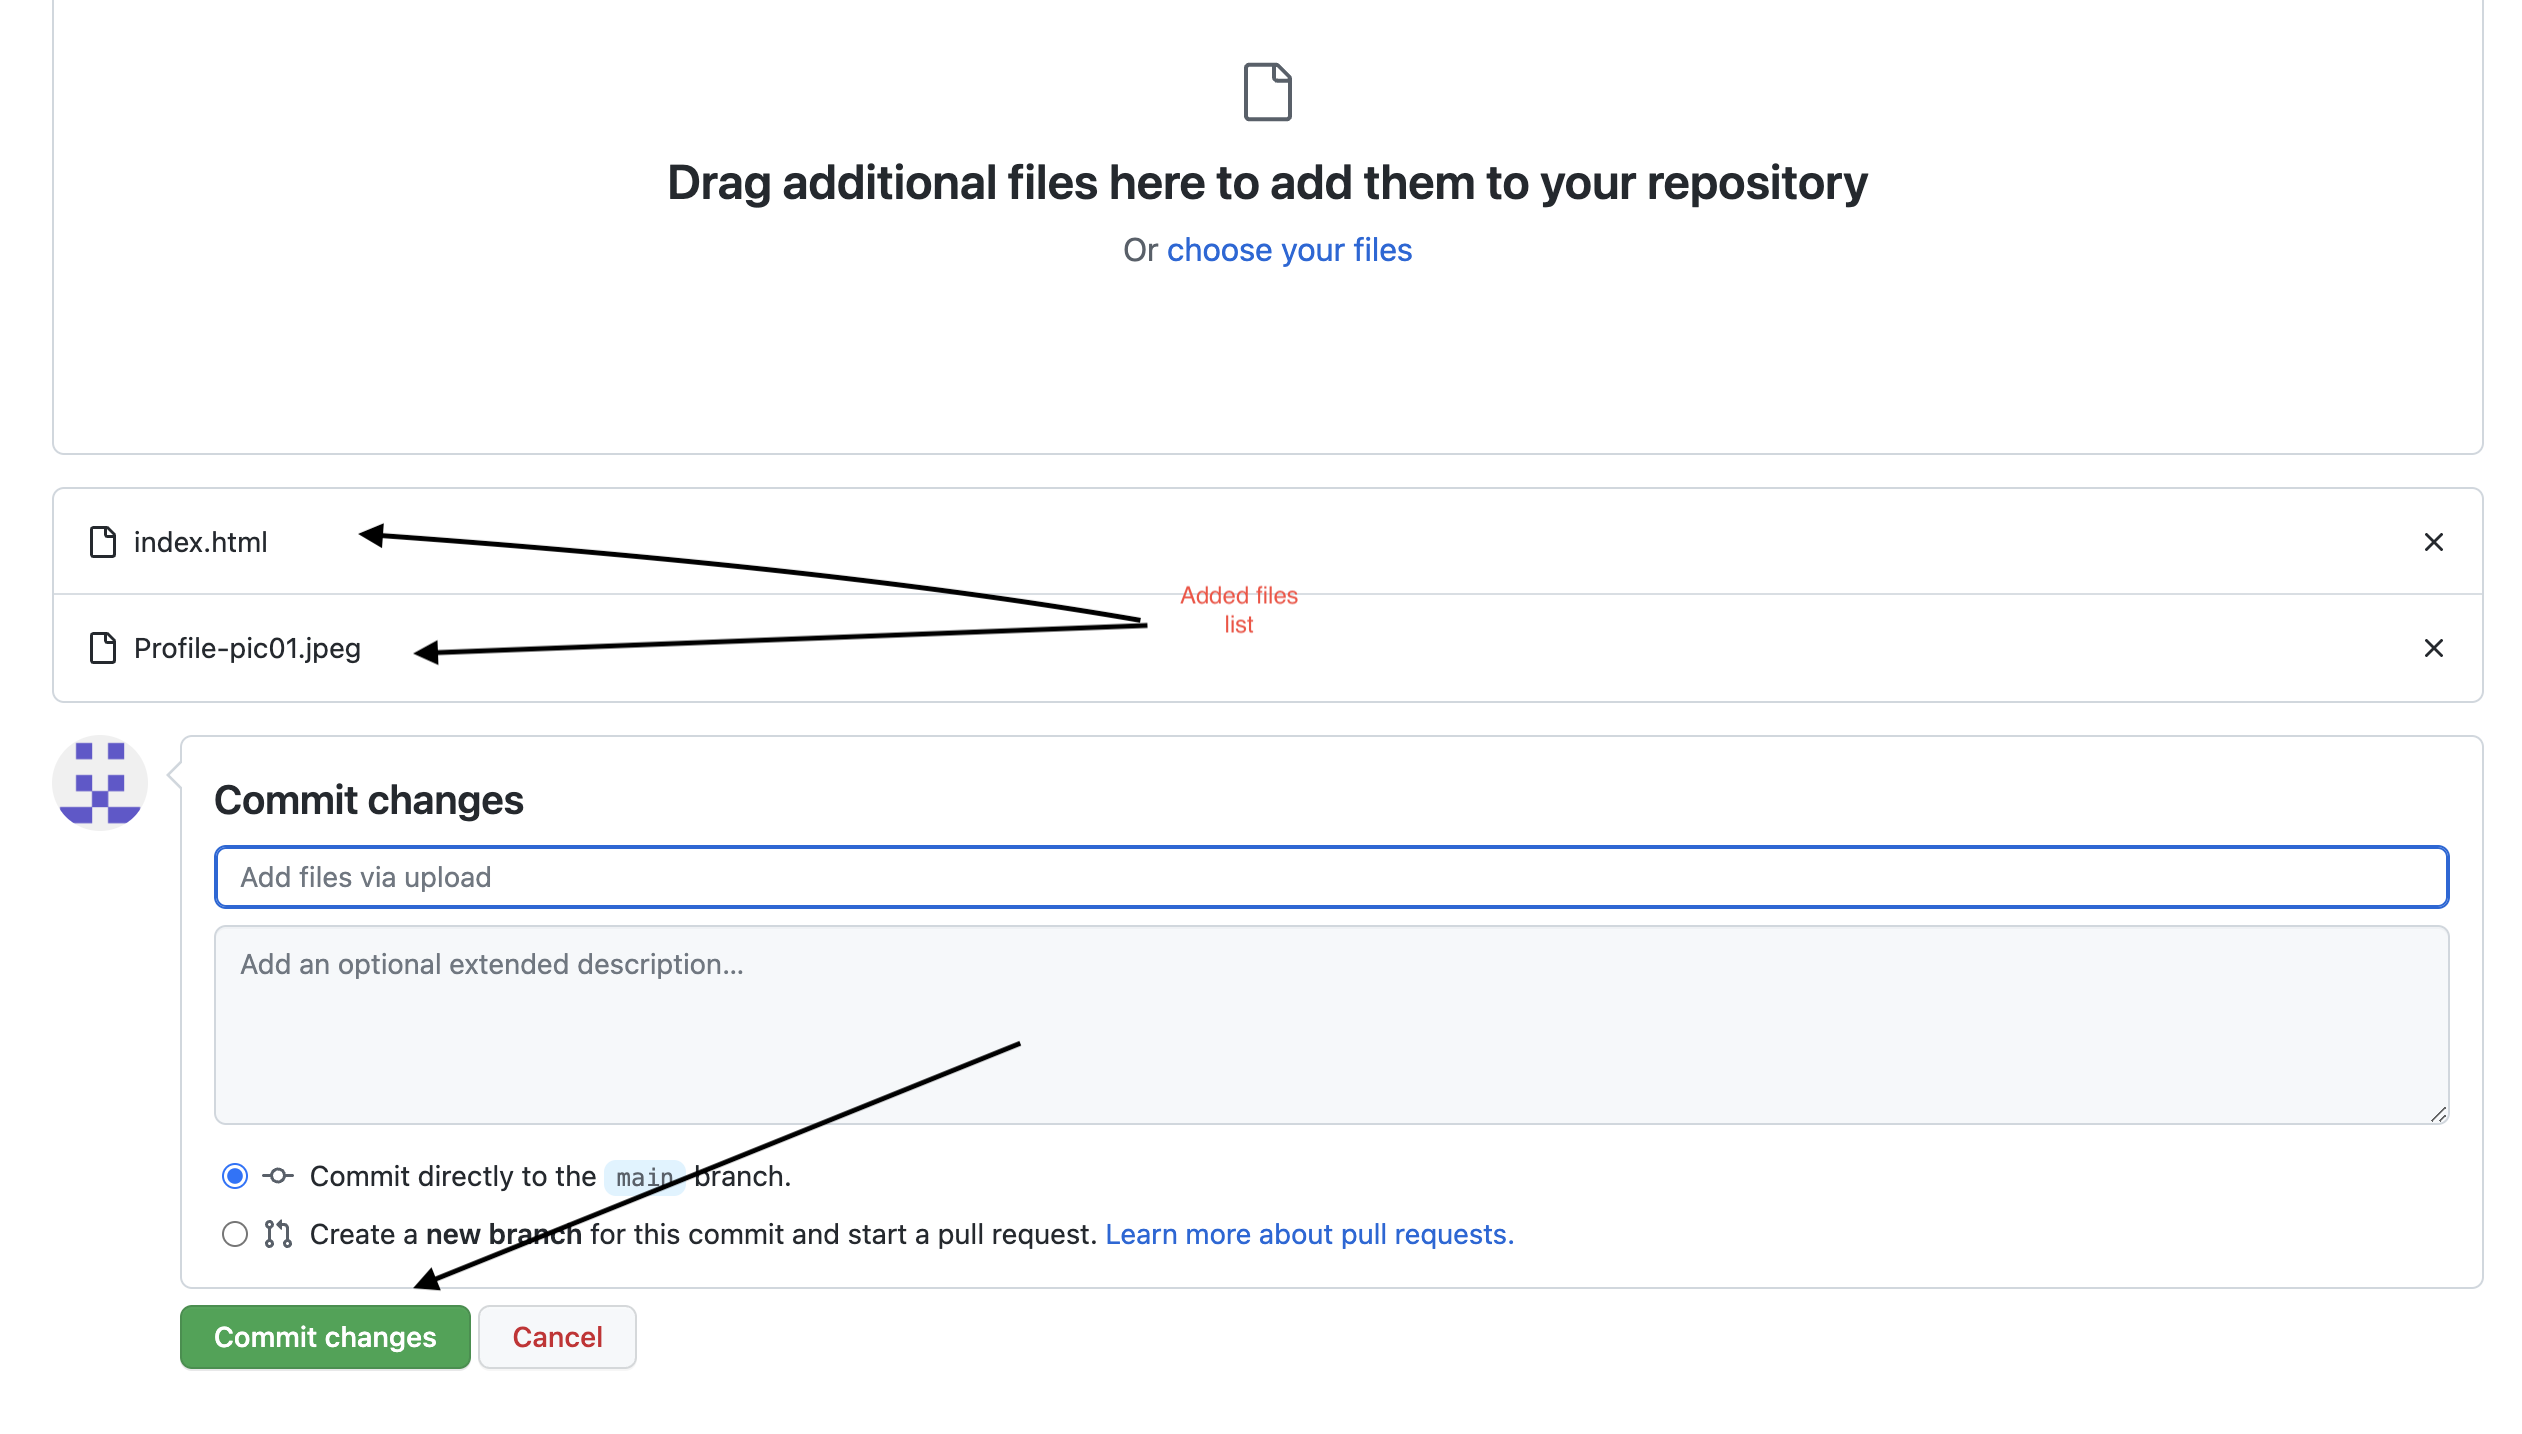 Drag additional files here to add them to your repository
Or choose your files
index.html
Added files
list
Profile-pic01.jpeg
Commit changes
Add files via upload
Add an optional extended description...
Commit directly to the main branch.
Create a new branch for this commit and start a pull request. Learn more about pull requests.
Commit changes
Cancel